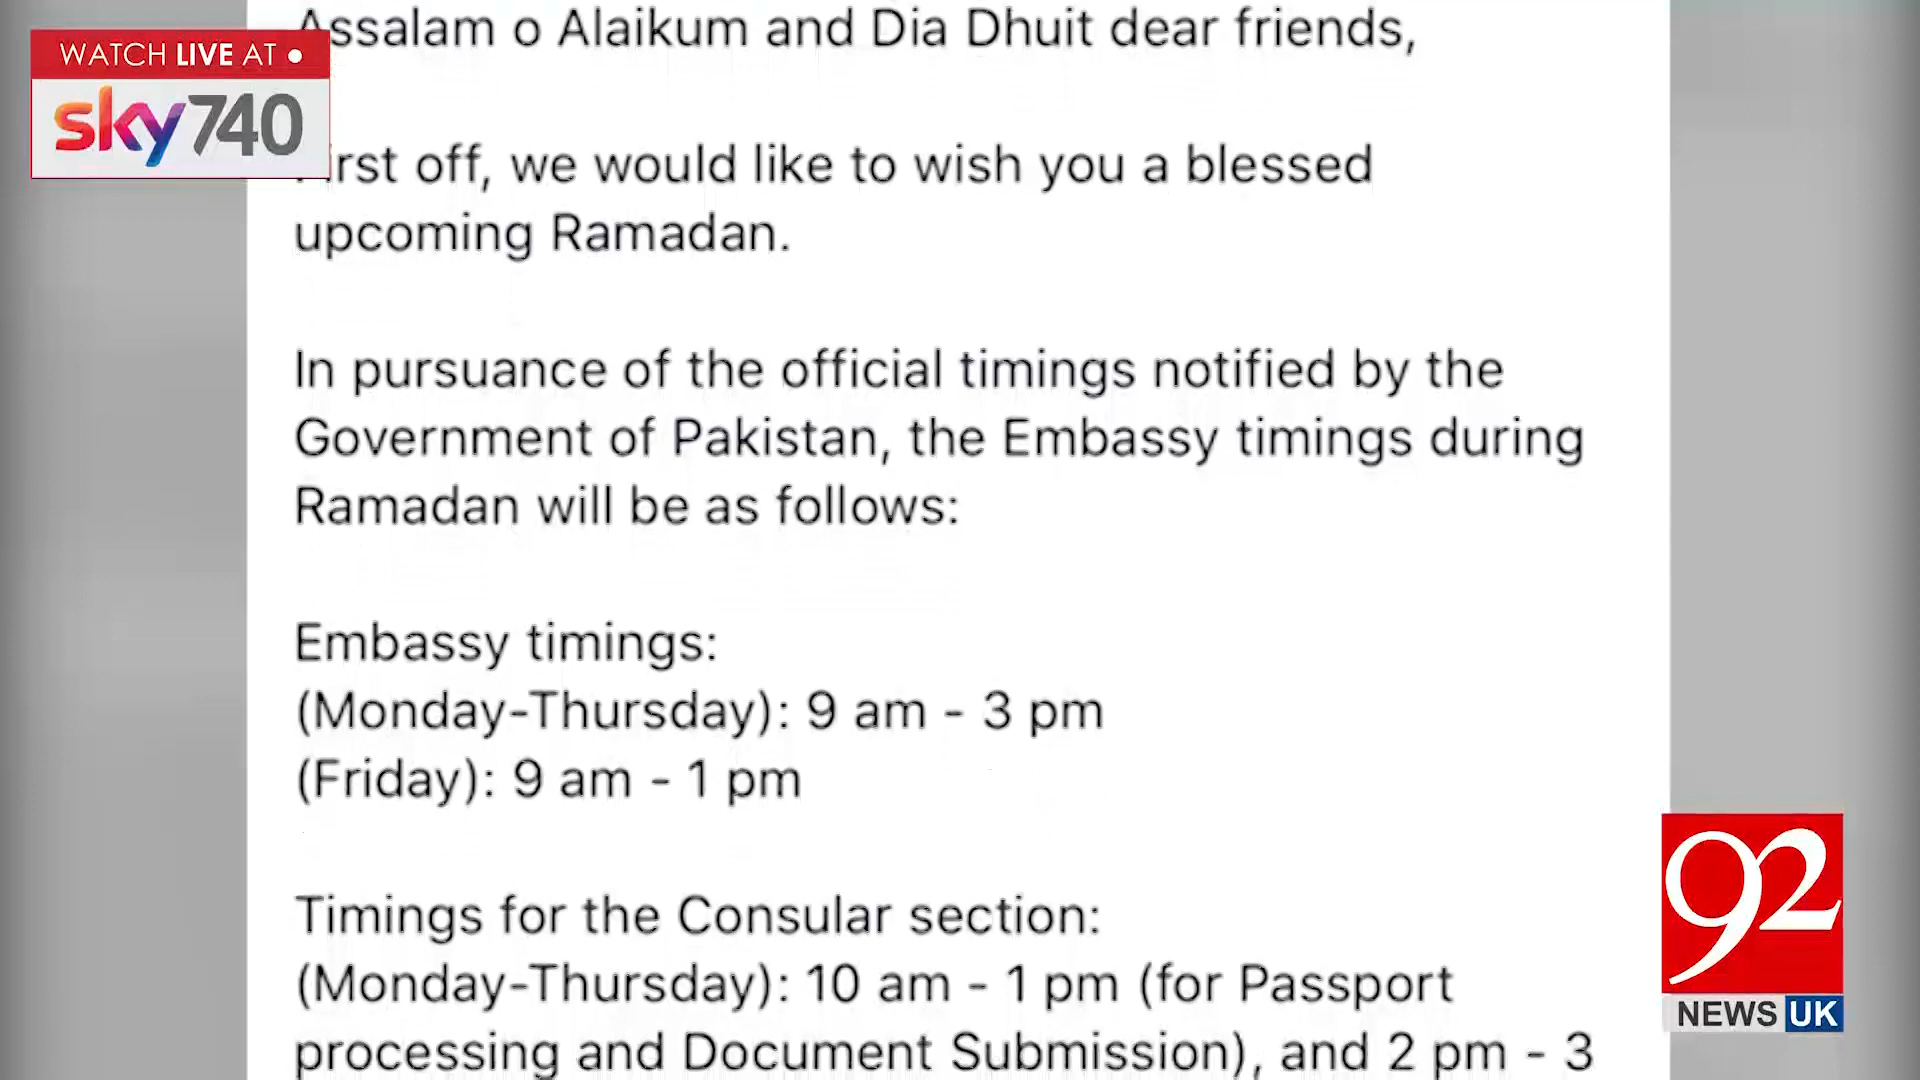 WATCH LIVE AT
sky 740
Assalam o Alaikum and Dia Dhuit dear friends,
First off, we would like to wish you a blessed
upcoming Ramadan.
In pursuance of the official timings notified by the
Government of Pakistan, the Embassy timings during
Ramadan will be as follows:
Embassy timings:
(Monday-Thursday): 9 am - 3 pm
(Friday): 9 am - 1 pm
Timings for the Consular section:
(Monday-Thursday): 10 am - 1 pm (for Passport
processing and Document Submission), and 2 pm - 3
92
NEWS UK